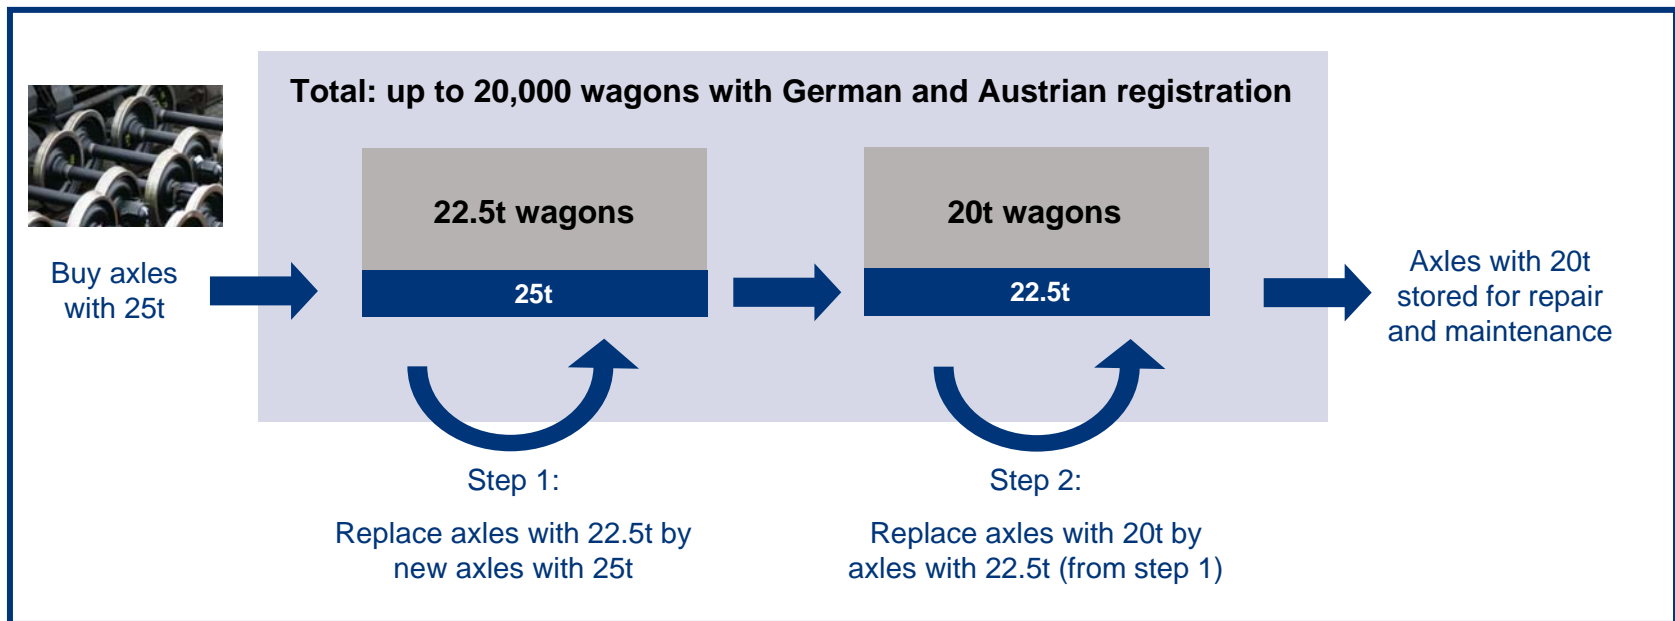 Total: up to 20,000 wagons with German and Austrian registration
22.5t wagons
20t wagons
Buy axles
with 25t
25t
22.5t
Axles with 20t
stored for repair
and maintenance
Step 1:
Replace axles with 22.5t by
new axles with 25t
Step 2:
Replace axles with 20t by
axles with 22.5t (from step 1)